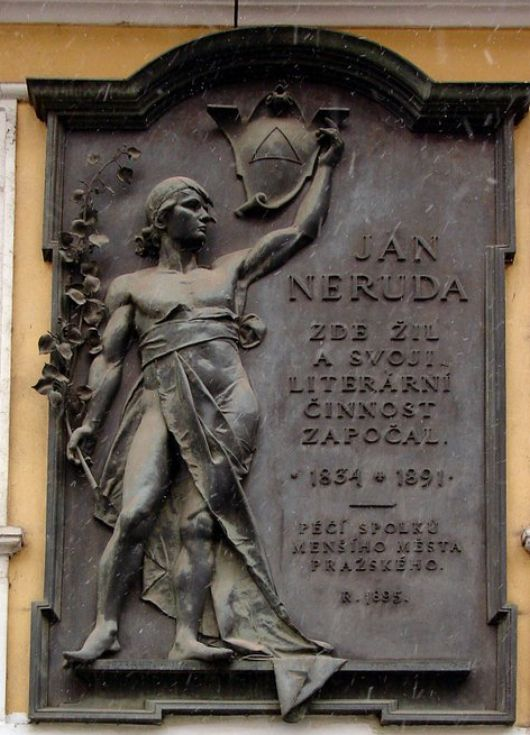 JAN
NERUDA
ZDE ŽIL
A SVOJI
LITERÁRNÍ
ČINNOST
ZAPOČAL.
· 1834 + 1891 ·
PÉČÍ SPOLKŮ
MENŠÍHO MĚSTA
PRAŽSKÉHO.
R. 1895.